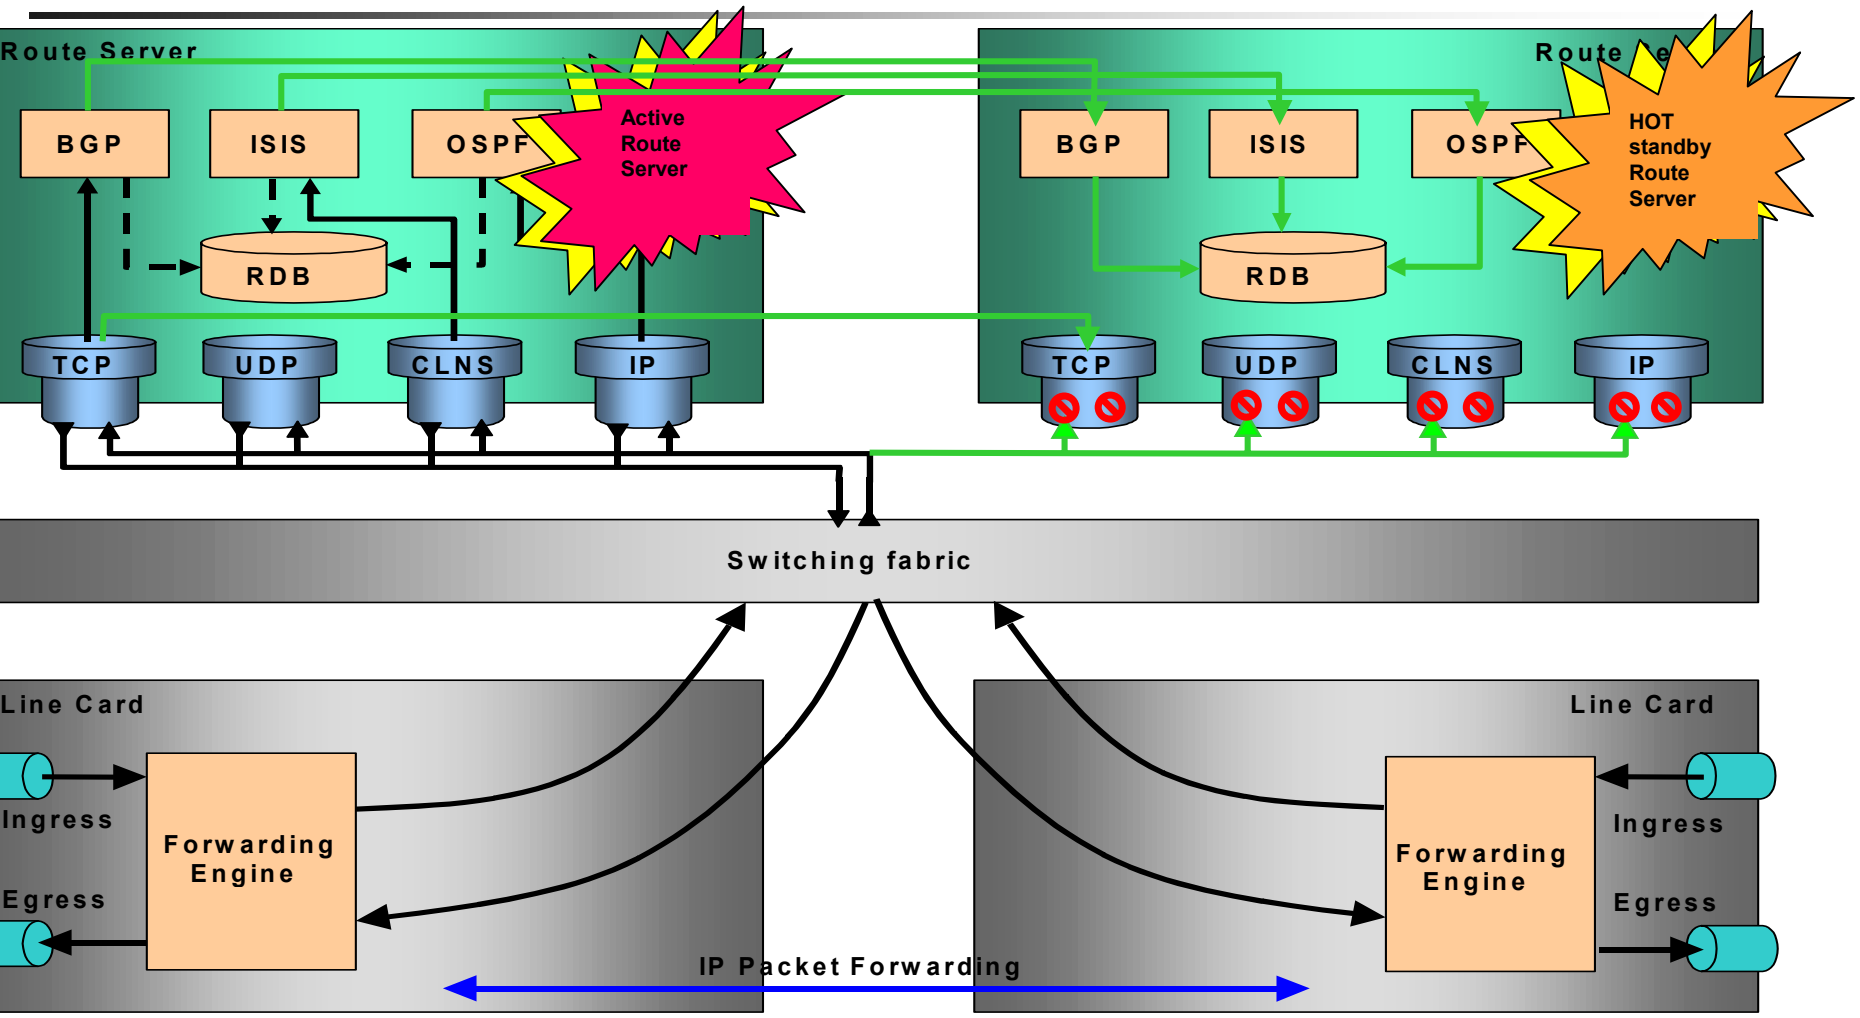 Route Server
Route Se
BGP
ISIS
OSPF
Active
Route
Server
BGP
ISIS
OSPF
HOT
standby
Route
Server
RDB
RDB
TCP
UDP
CLNS
IP
TCP
UDP
CLNS
IP
Switching fabric
Line Card
Line Card
Ingress
Forwarding
Engine
Egress
Ingress
Forwarding
Engine
Egress
IP Packet Forwarding